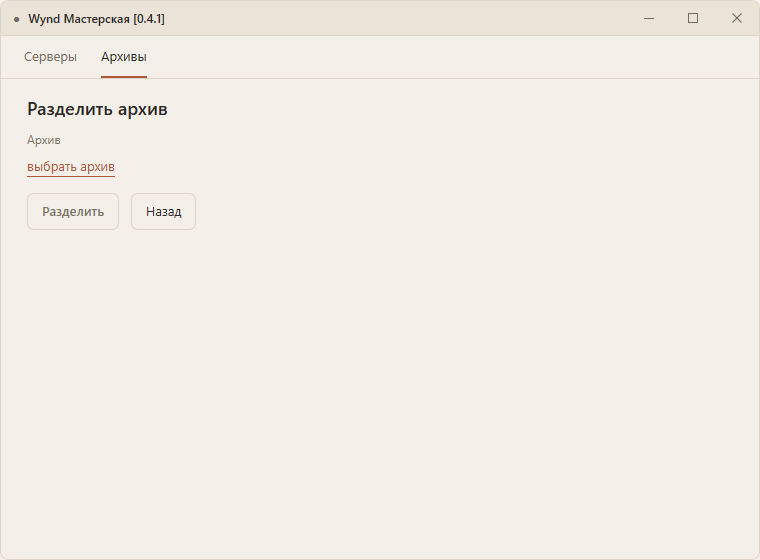 Wynd Мастерская [0.4.1]
Серверы Архивы
Разделить архив
Архив
выбрать архив
Разделить Назад